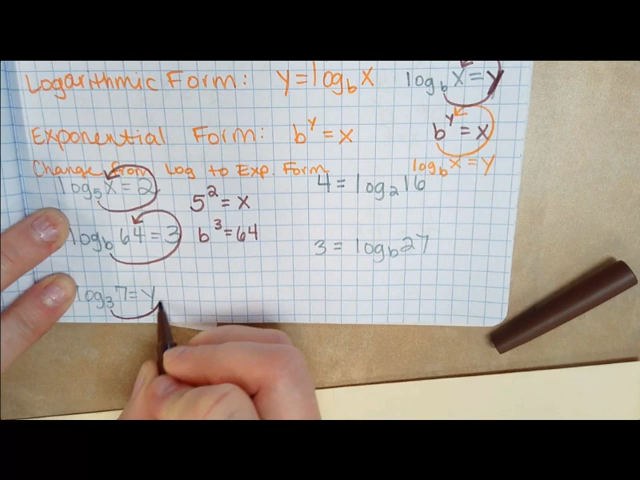 Logarithmic Form: y = log_b x   log_b x = y
Exponential Form: b^y = x   b^y = x
Change from Log to Exp. Form   log_b x = y
log_5 x = 2   5^2 = x   4 = log_2 16
log_b 64 = 3   b^3 = 64   3 = log_b 27
log_3 7 = y